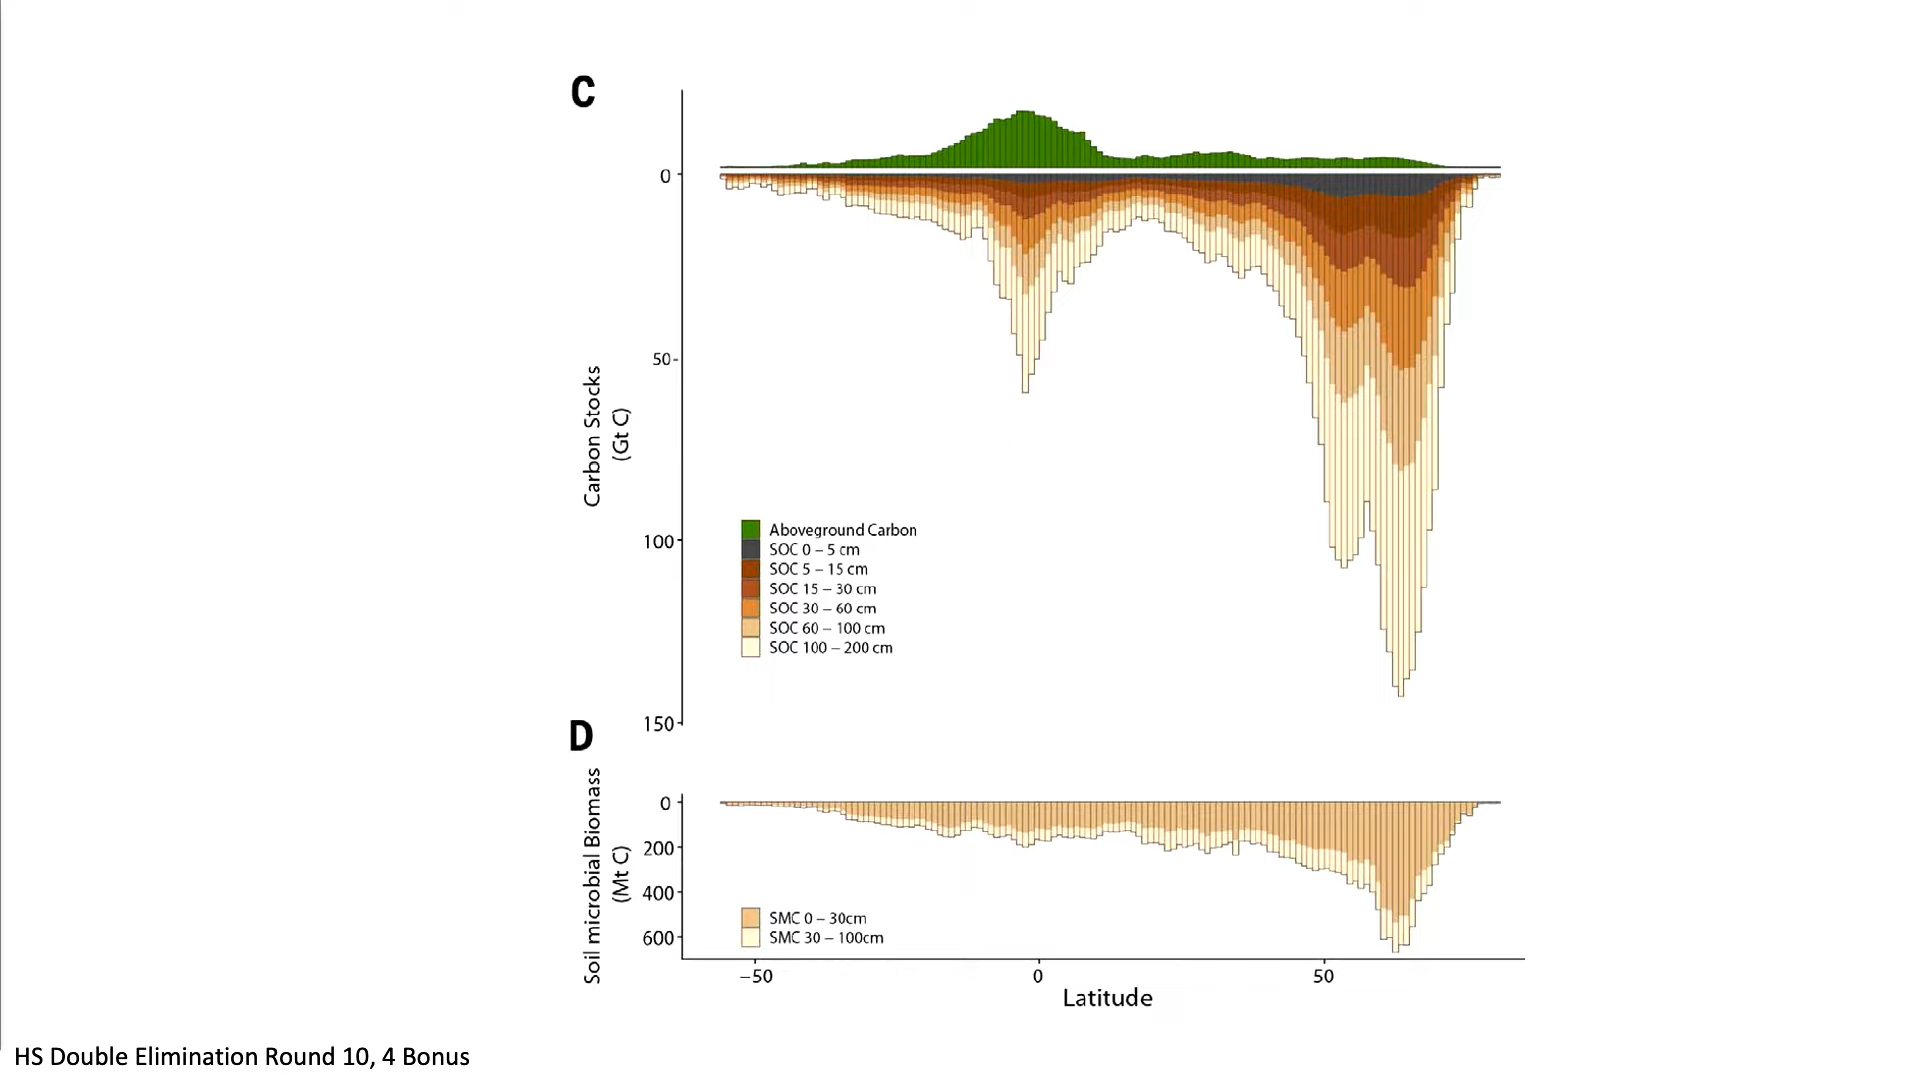 C
0
50
100
150
Carbon Stocks
(Gt C)
Aboveground Carbon
SOC 0 – 5 cm
SOC 5 – 15 cm
SOC 15 – 30 cm
SOC 30 – 60 cm
SOC 60 – 100 cm
SOC 100 – 200 cm
D
0
200
400
600
Soil microbial Biomass
(Mt C)
SMC 0 – 30cm
SMC 30 – 100cm
−50
0
50
Latitude
HS Double Elimination Round 10, 4 Bonus